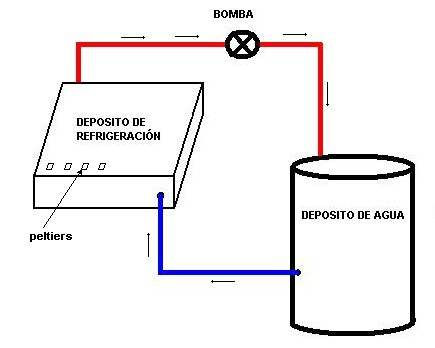 BOMBA
DEPOSITO DE
REFRIGERACIÓN
DEPOSITO DE AGUA
peltiers